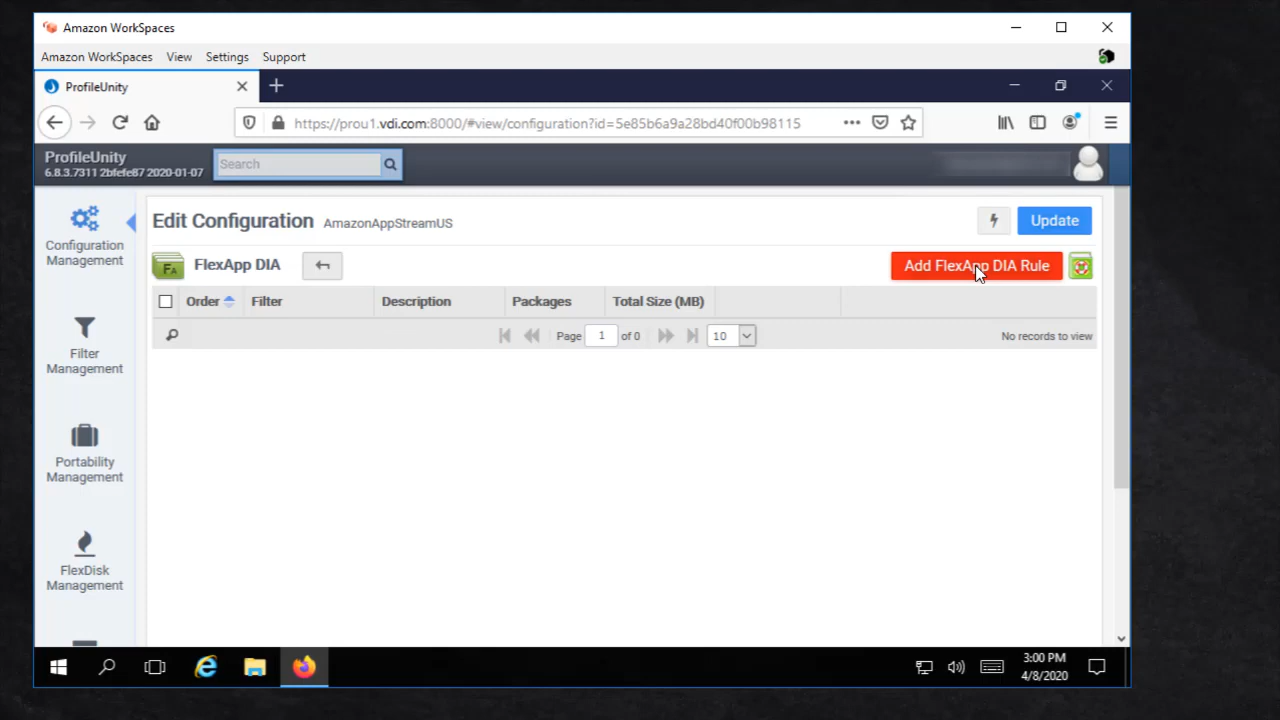 Amazon WorkSpaces
Amazon WorkSpaces View Settings Support
ProfileUnity
https://prou1.vdi.com:8000/#view/configuration?id=5e85b6a9a28bd40f00b98115
ProfileUnity
6.8.3.7311 2bfefe87 2020-01-07
Search
Configuration
Management
Filter
Management
Portability
Management
FlexDisk
Management
Edit Configuration AmazonAppStreamUS
Update
FA
FlexApp DIA
Add FlexApp DIA Rule
Order Filter Description Packages Total Size (MB)
Page 1 of 0 10 No records to view
3:00 PM
4/8/2020